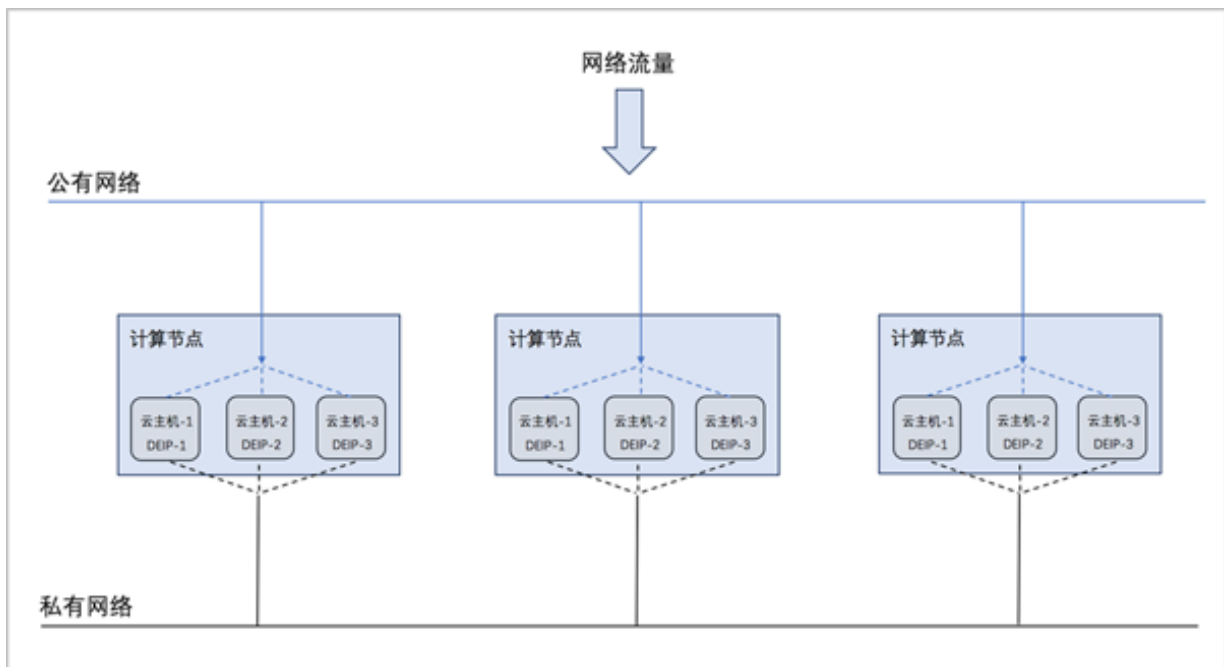 网络流量
公有网络
计算节点
云主机-1
DEIP-1
云主机-2
DEIP-2
云主机-3
DEIP-3
计算节点
云主机-1
DEIP-1
云主机-2
DEIP-2
云主机-3
DEIP-3
计算节点
云主机-1
DEIP-1
云主机-2
DEIP-2
云主机-3
DEIP-3
私有网络